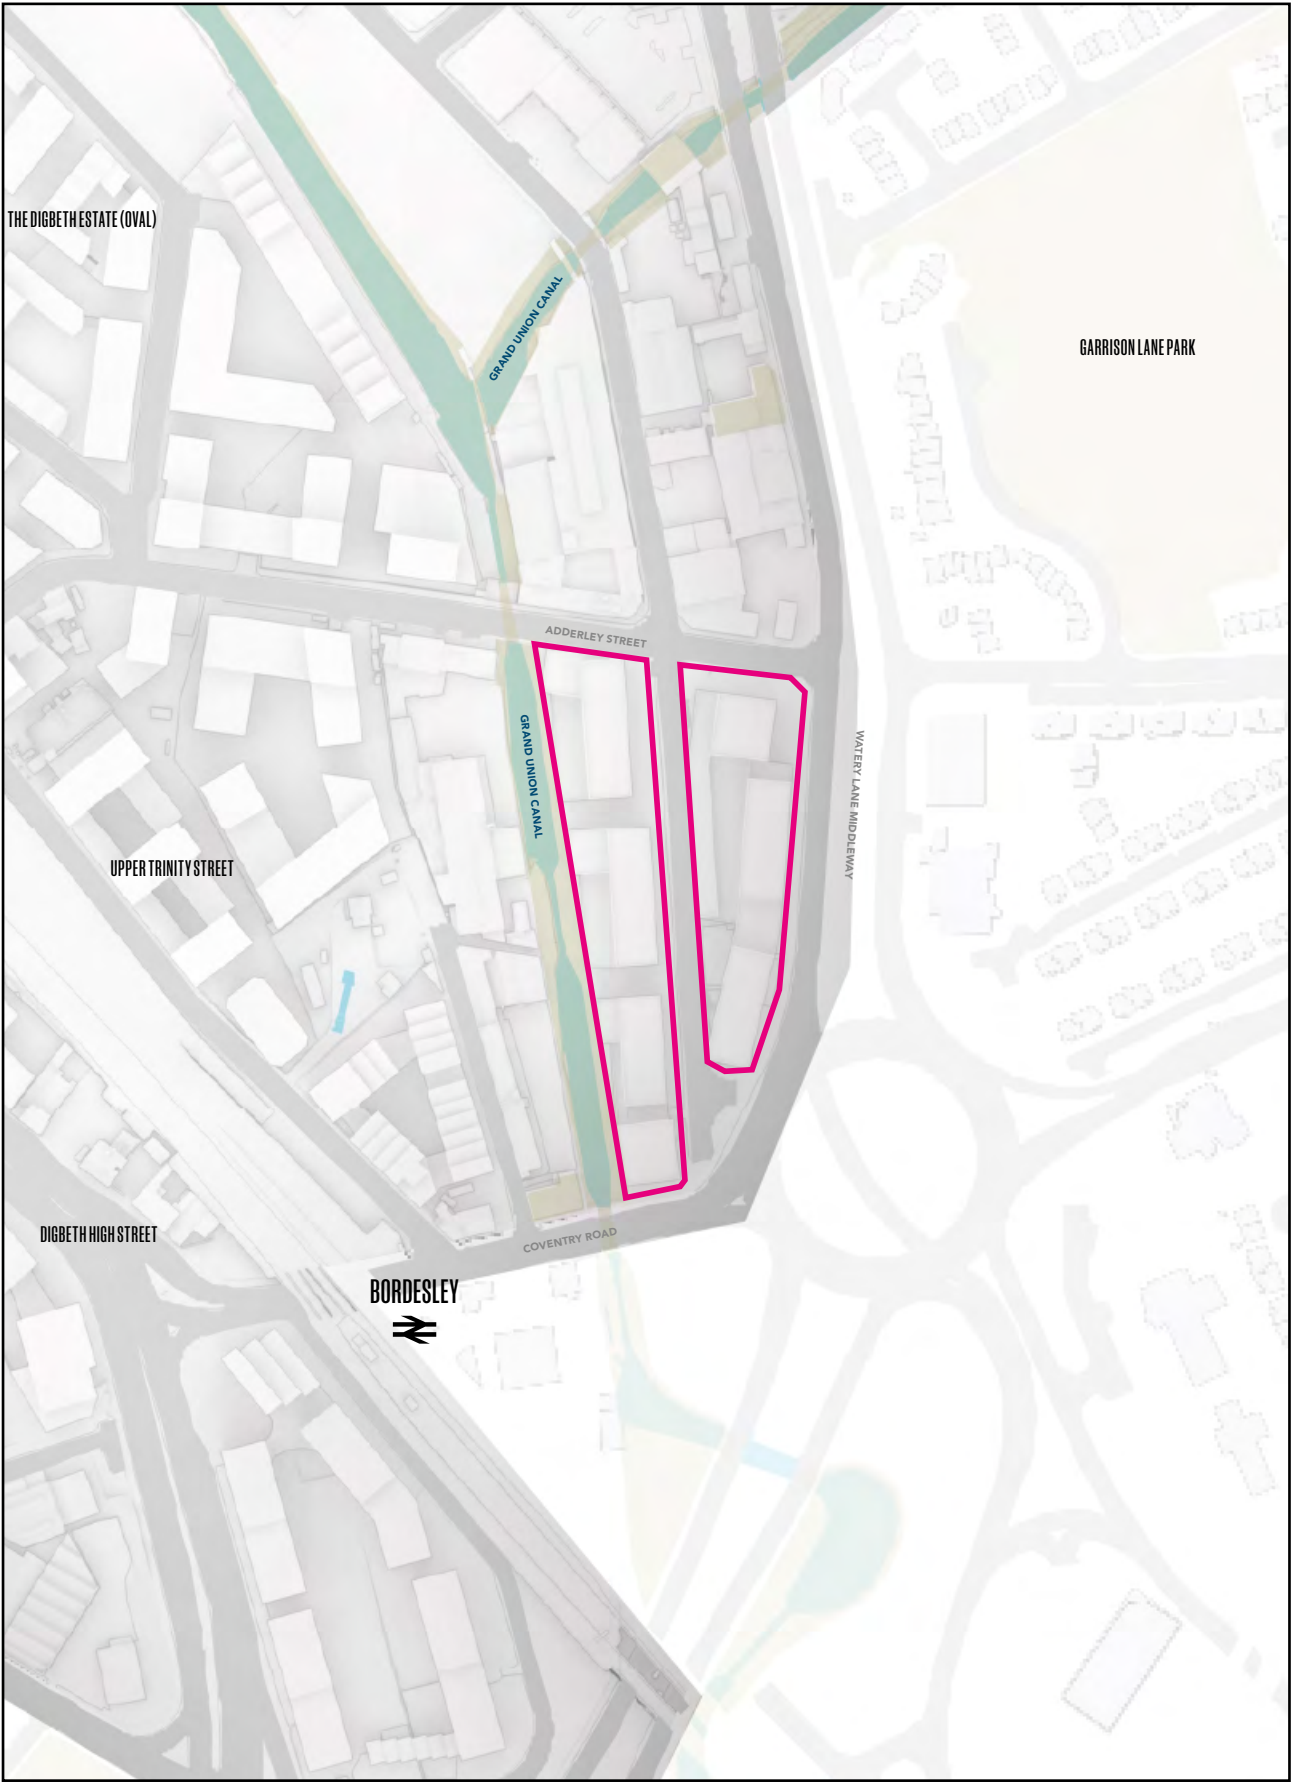 THE DIGBETH ESTATE (OVAL)
GRAND UNION CANAL
GARRISON LANE PARK
ADDERLEY STREET
GRAND UNION CANAL
WATERY LANE MIDDLEWAY
UPPER TRINITY STREET
DIGBETH HIGH STREET
COVENTRY ROAD
BORDESLEY